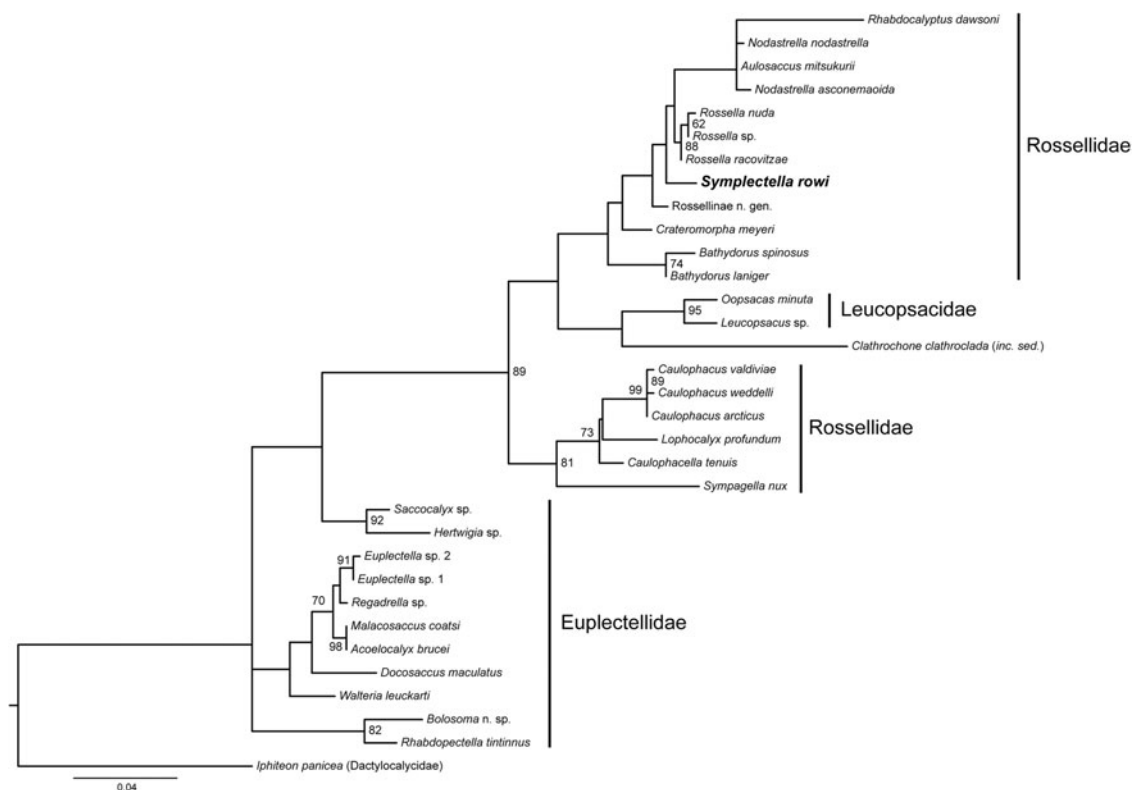 Rhabdocalyptus dawsoni
Nodastrella nodastrella
Aulosaccus mitsukurii
Nodastrella asconemaoida
Rossella nuda
62
Rossella sp.
88
Rossella racovitzae
Rossellidae
Symplectella rowi
Rossellinae n. gen.
Crateromorpha meyeri
Bathydorus spinosus
74
Bathydorus laniger
Oopsacas minuta
95
Leucopsacidae
Leucopsacus sp.
Clathrochone clathroclada (inc. sed.)
89
Caulophacus valdiviae
89
99
Caulophacus weddelli
Caulophacus arcticus
Rossellidae
73
Lophocalyx profundum
81
Caulophacella tenuis
Sympagella nux
Saccocalyx sp.
92
Hertwigia sp.
Euplectella sp. 2
91
Euplectella sp. 1
70
Regadrella sp.
Euplectellidae
Malacosaccus coatsi
98
Acoelocalyx brucei
Docosaccus maculatus
Walteria leuckarti
Bolosoma n. sp.
82
Rhabdopectella tintinnus
Iphiteon panicea (Dactylocalycidae)
0.04